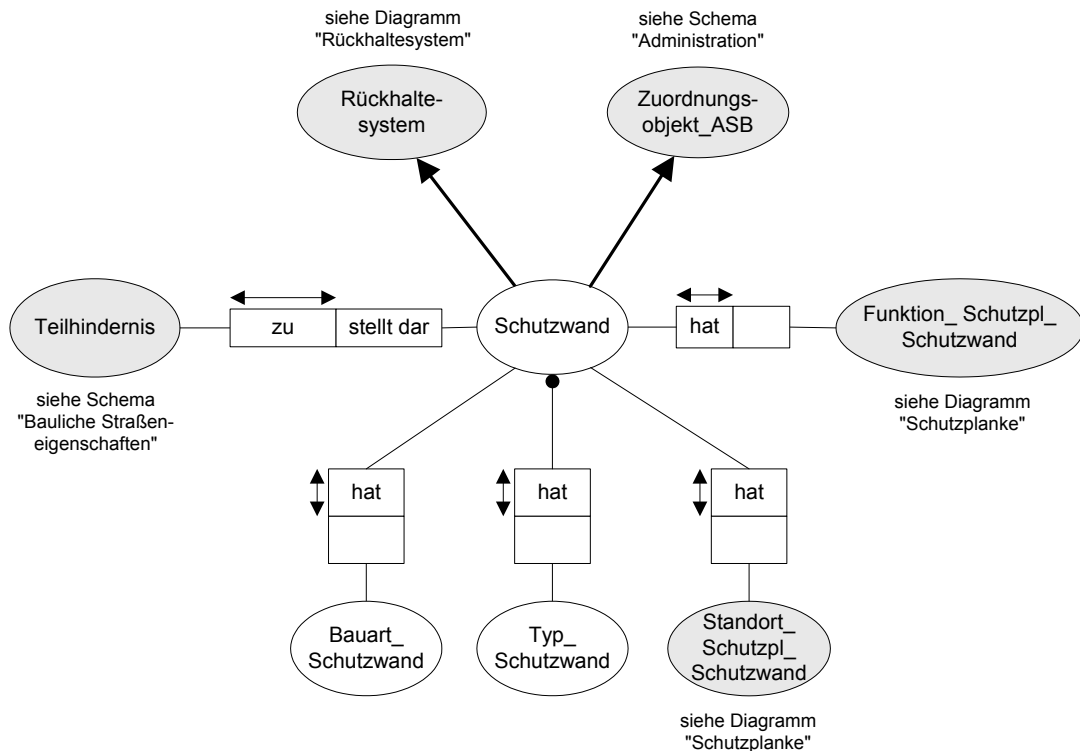 siehe Diagramm
"Rückhaltesystem"
siehe Schema
"Administration"
Rückhalte-
system
Zuordnungs-
objekt_ASB
Teilhindernis
zu
stellt dar
Schutzwand
hat
Funktion_ Schutzpl_
Schutzwand
siehe Schema
"Bauliche Straßen-
eigenschaften"
siehe Diagramm
"Schutzplanke"
hat
hat
hat
Bauart_
Schutzwand
Typ_
Schutzwand
Standort_
Schutzpl_
Schutzwand
siehe Diagramm
"Schutzplanke"